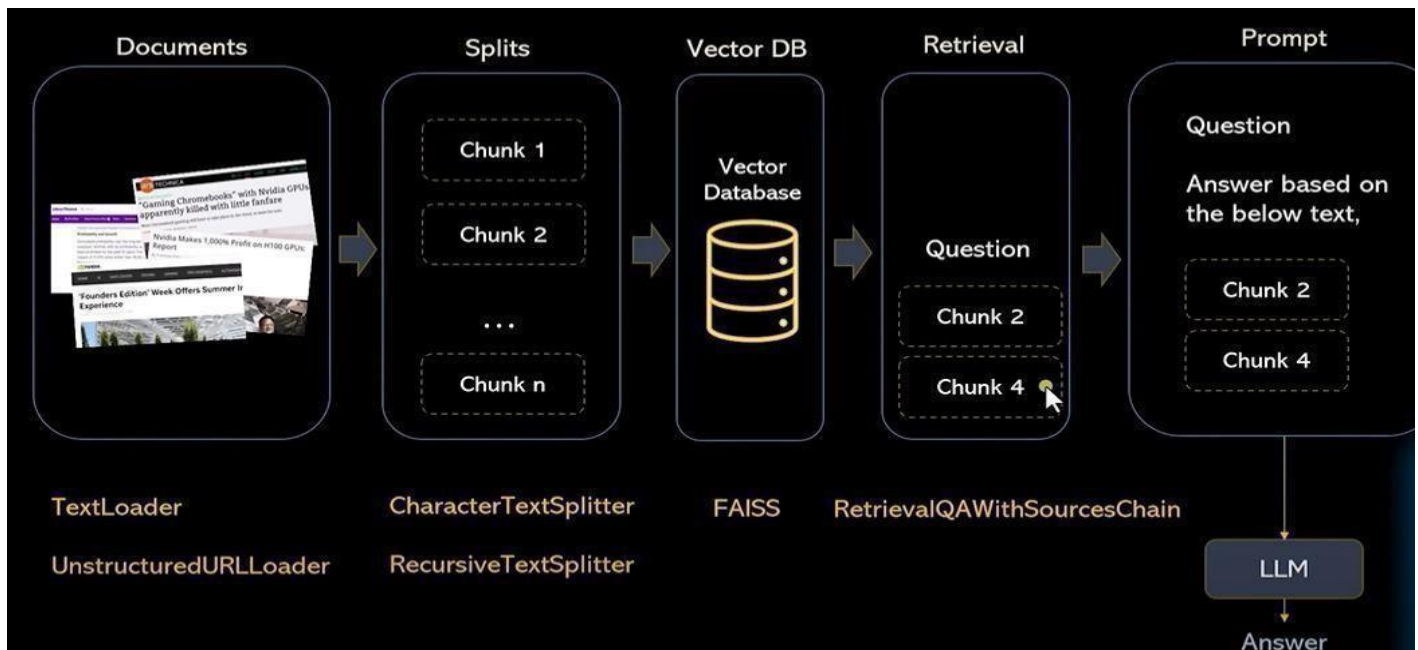 Documents
Splits
Vector DB
Retrieval
Prompt
TECHNICA
"Gaming Chromebooks" with Nvidia GPUs
apparently killed with little fanfare
Nvidia Makes 1,000% Profit on H100 GPUs:
Report
'Founders Edition' Week Offers Summer In
Experience
Chunk 1
Chunk 2
...
Chunk n
Vector
Database
Question
Chunk 2
Chunk 4
Question
Answer based on
the below text,
Chunk 2
Chunk 4
TextLoader
UnstructuredURLLoader
CharacterTextSplitter
RecursiveTextSplitter
FAISS
RetrievalQAWithSourcesChain
LLM
Answer